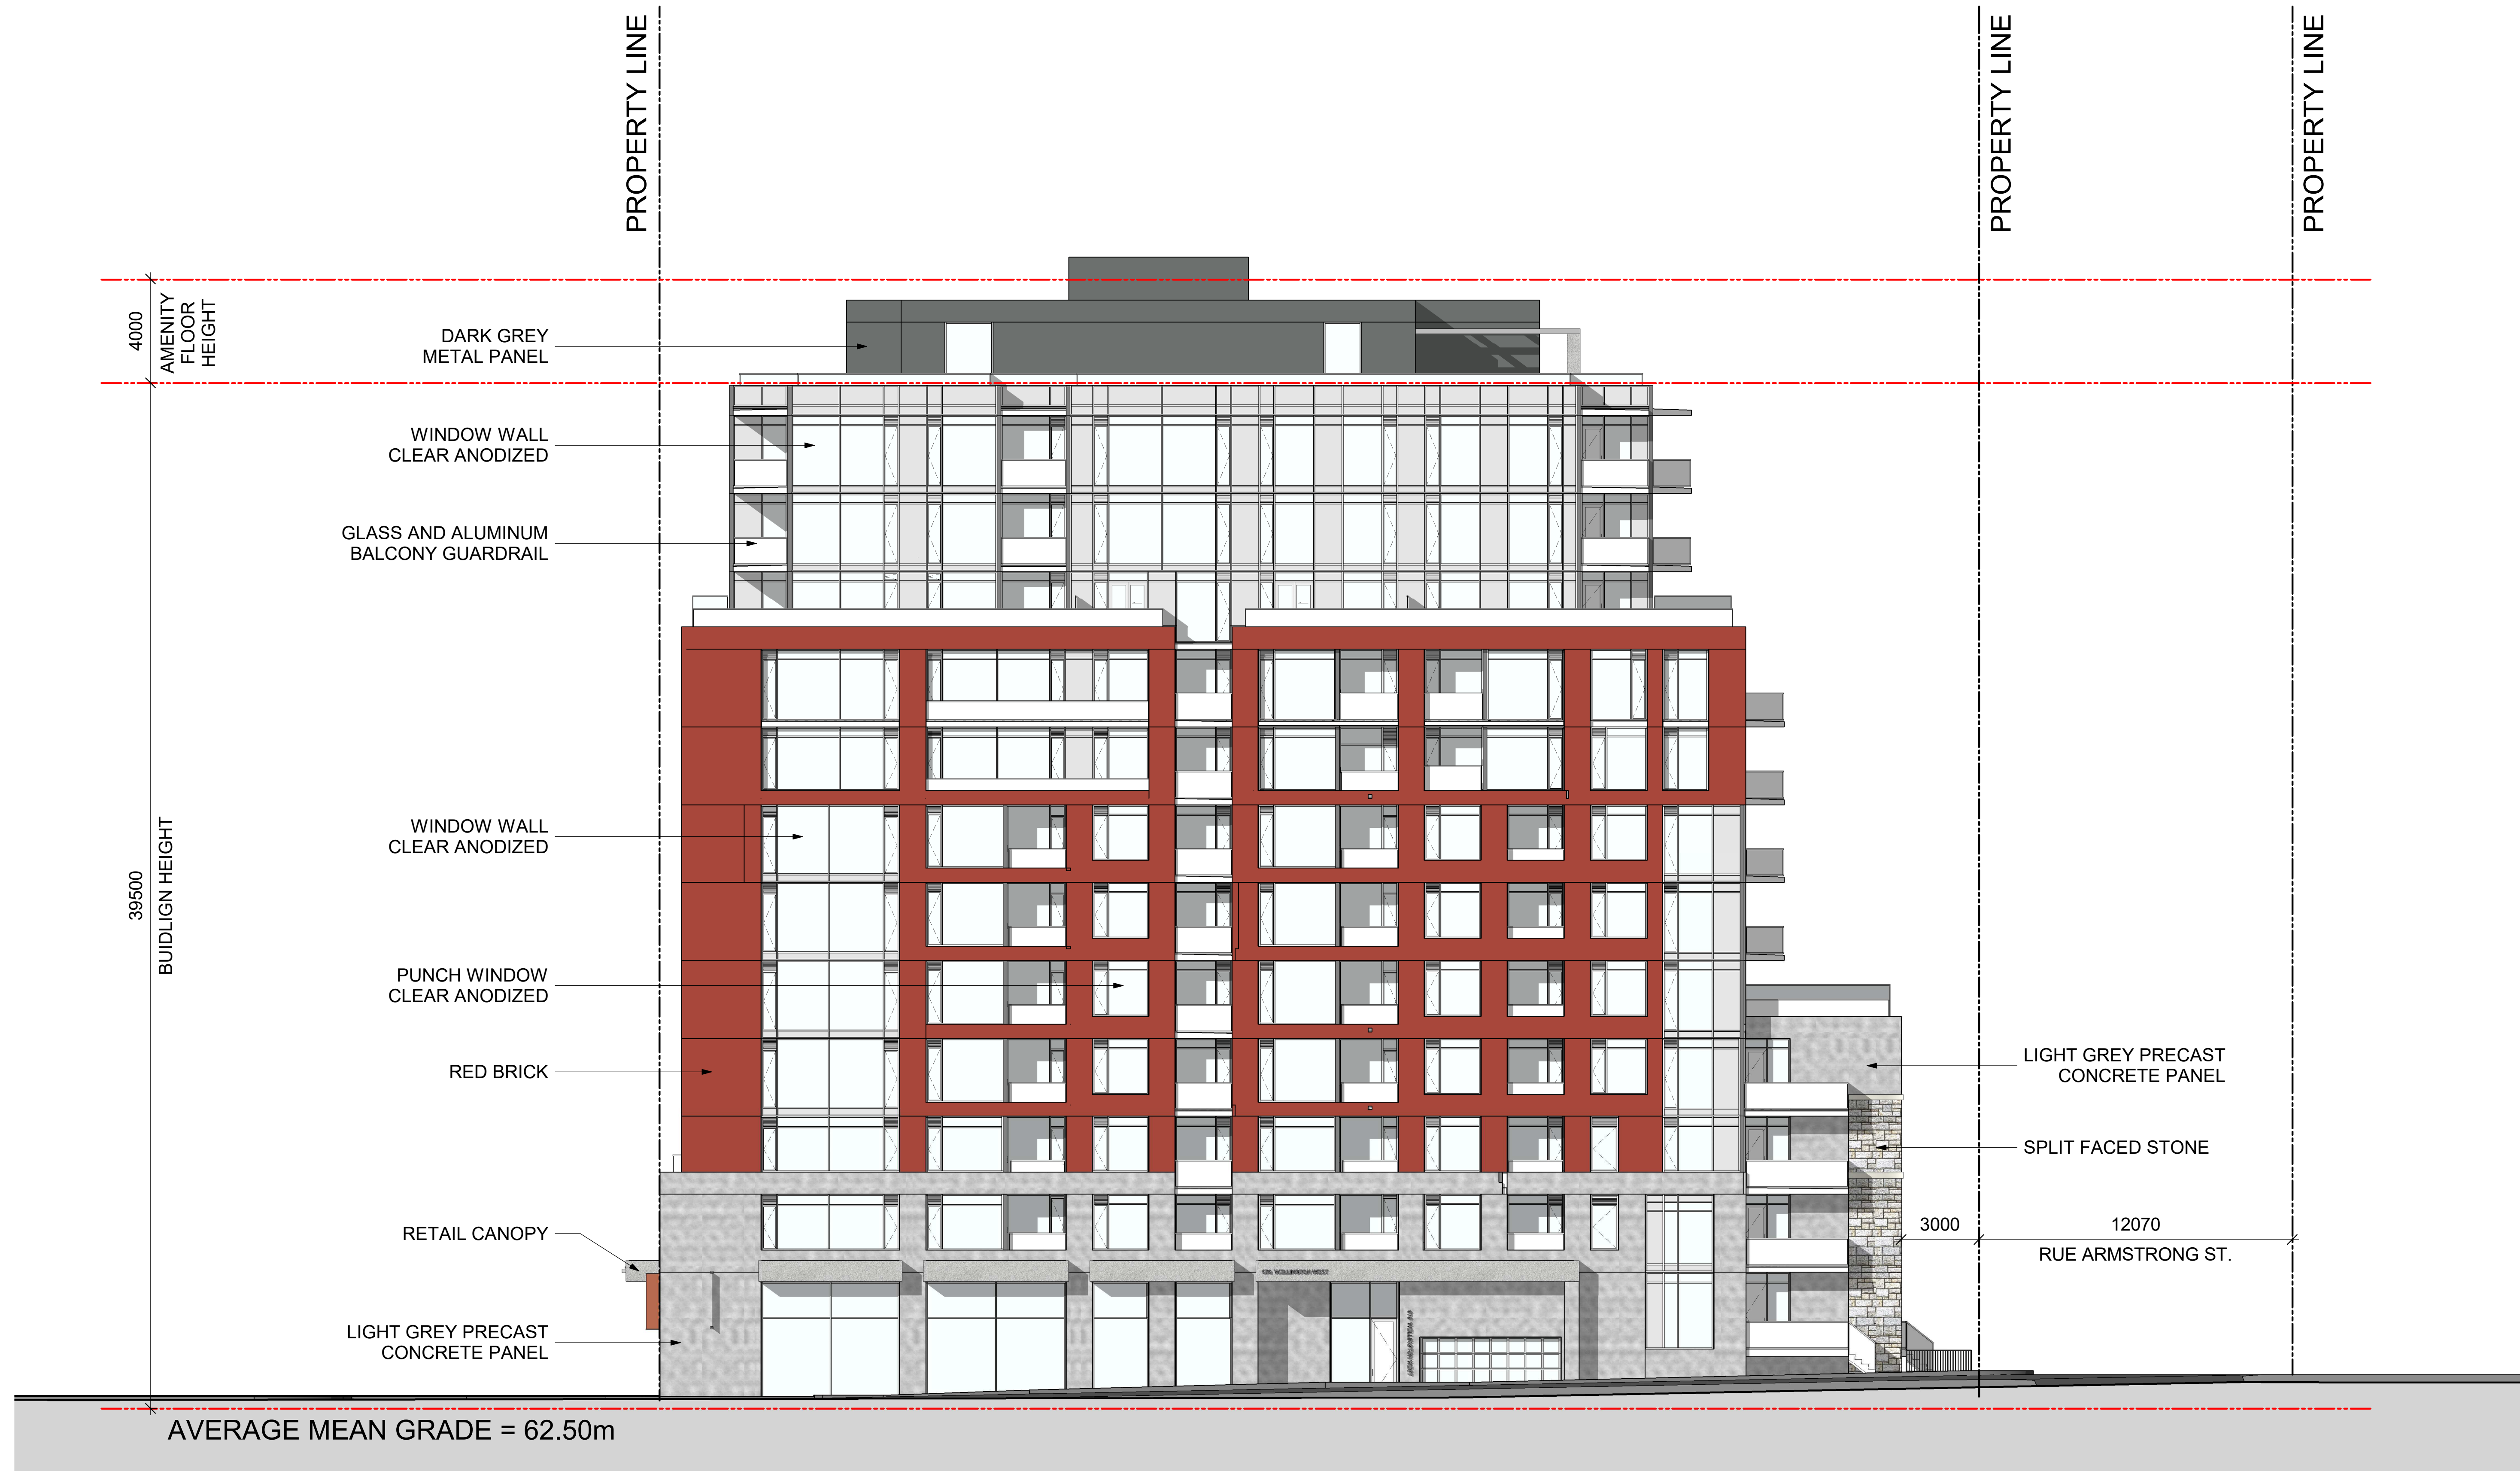 PROPERTY LINE
PROPERTY LINE
PROPERTY LINE
4000
AMENITY
FLOOR
HEIGHT
DARK GREY
METAL PANEL
WINDOW WALL
CLEAR ANODIZED
GLASS AND ALUMINUM
BALCONY GUARDRAIL
39500
BUIDLIGN HEIGHT
WINDOW WALL
CLEAR ANODIZED
PUNCH WINDOW
CLEAR ANODIZED
RED BRICK
LIGHT GREY PRECAST
CONCRETE PANEL
SPLIT FACED STONE
RETAIL CANOPY
3000
12070
RUE ARMSTRONG ST.
WELLINGTON WEST
LIGHT GREY PRECAST
CONCRETE PANEL
AVERAGE MEAN GRADE = 62.50m